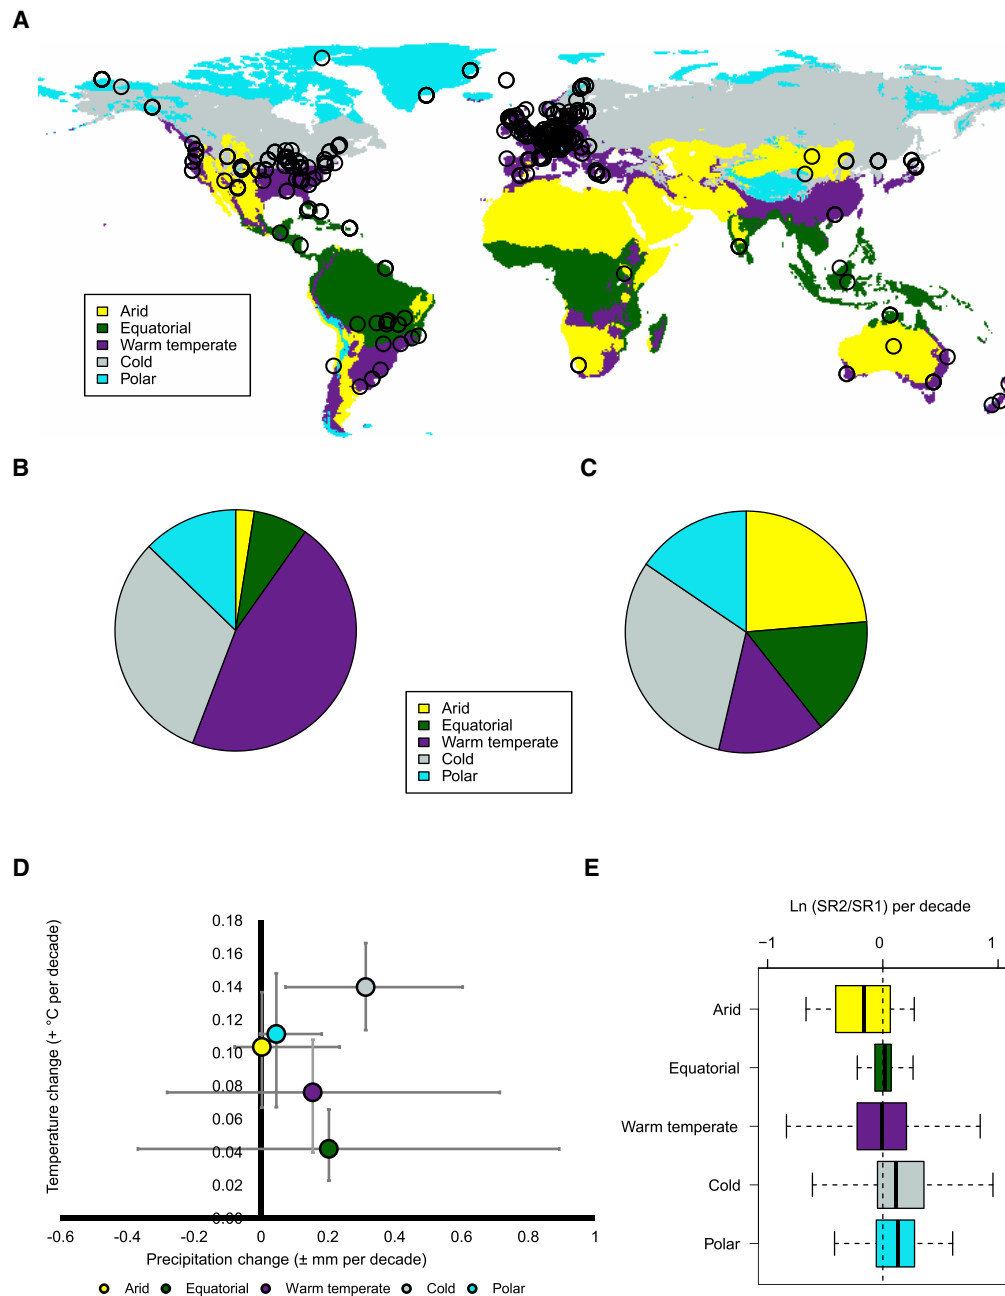 A
Arid
Equatorial
Warm temperate
Cold
Polar
B
C
Arid
Equatorial
Warm temperate
Cold
Polar
D
Temperature change (+ °C per decade)
0.18
0.16
0.14
0.12
0.10
0.08
0.06
0.04
0.02
0.00
-0.6 -0.4 -0.2 0 0.2 0.4 0.6 0.8 1
Precipitation change (± mm per decade)
Arid Equatorial Warm temperate Cold Polar
E
Ln (SR2/SR1) per decade
−1 0 1
Arid
Equatorial
Warm temperate
Cold
Polar